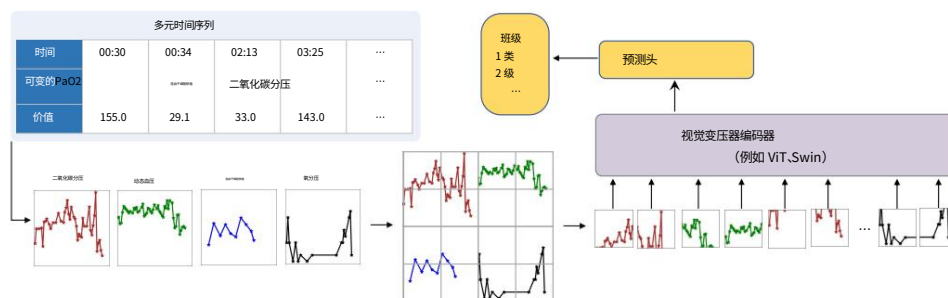 多元时间序列
时间 00:30 00:34 02:13 03:25 ...
可变的PaO2 二氧化碳分压 ...
价值 155.0 29.1 33.0 143.0 ...
班级
1 类
2 级
...
预测头
视觉变压器编码器
（例如 ViT、Swin）
二氧化碳分压 动态血压 氧分压
...